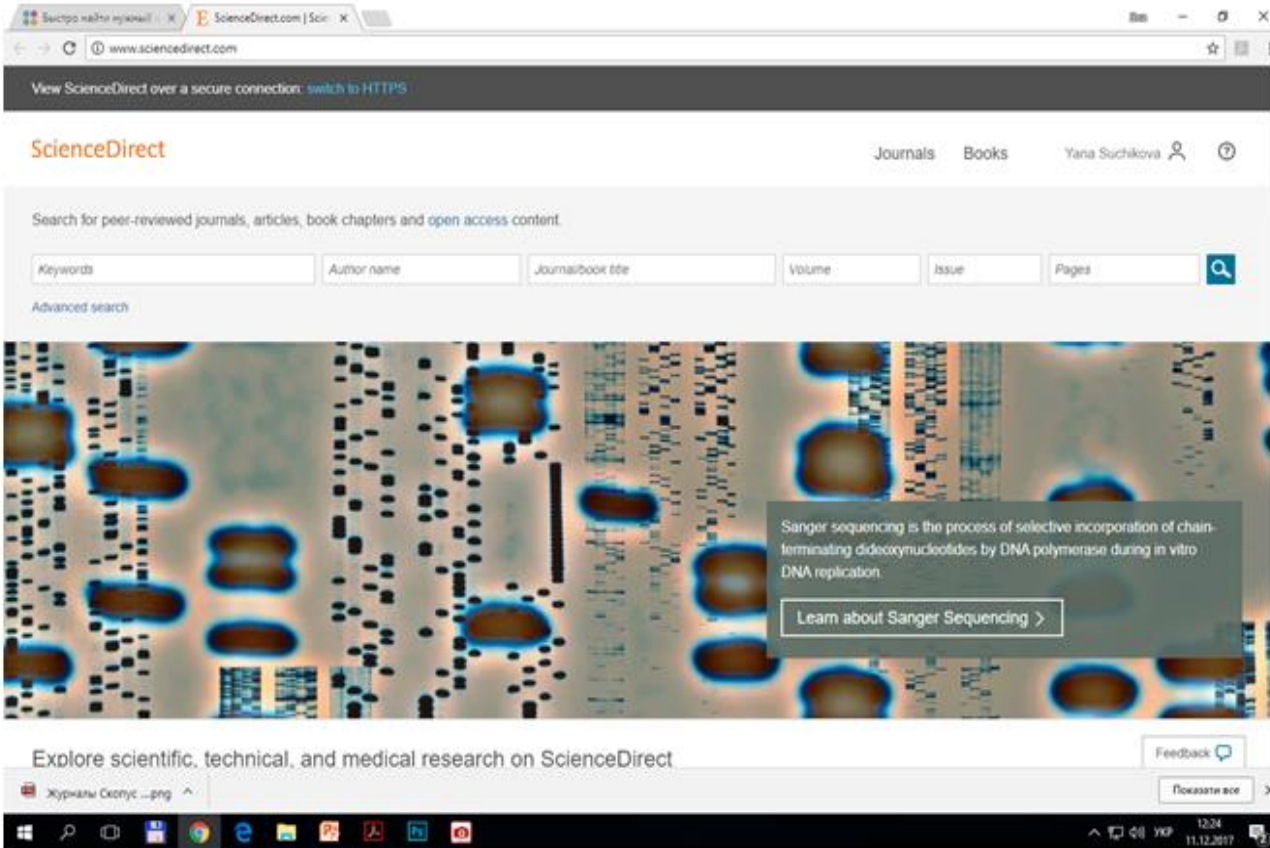 Быстро найти нужный
ScienceDirect.com | Scie
www.sciencedirect.com
View ScienceDirect over a secure connection: switch to HTTPS
ScienceDirect
Journals Books Yana Suchikova
Search for peer-reviewed journals, articles, book chapters and open access content.
Keywords Author name Journal/book title Volume Issue Pages
Advanced search
Sanger sequencing is the process of selective incorporation of chain-
terminating dideoxynucleotides by DNA polymerase during in vitro
DNA replication.
Learn about Sanger Sequencing >
Explore scientific, technical, and medical research on ScienceDirect
Feedback
Журналы Скопус ....png
Показати все
УКР
12:24
11.12.2017